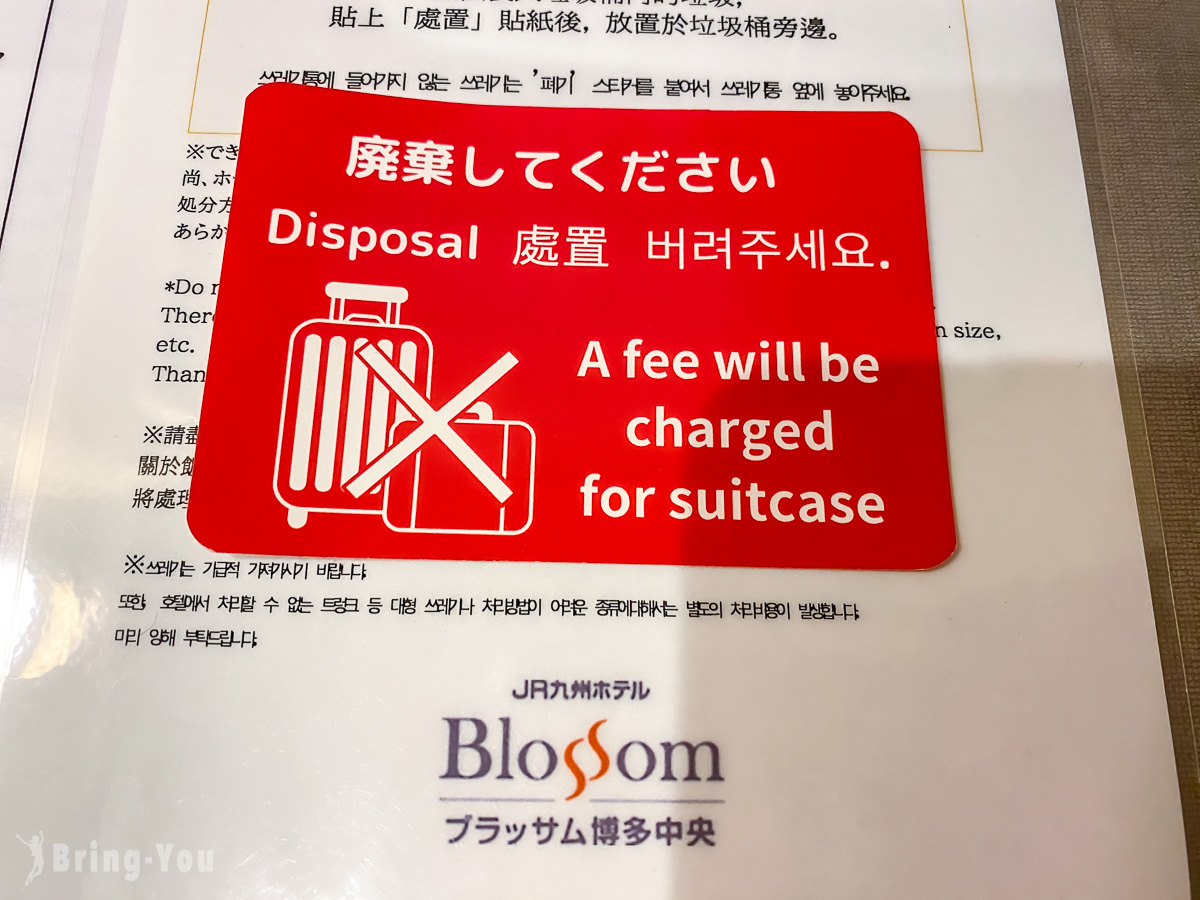 貼上「處置」貼紙後，放置於垃圾桶旁邊。
쓰레기통에 들어가지 않는 쓰레기는 '폐기' 스티커를 붙여서 쓰레기통 옆에 놓아주세요.
※でき
尚、ホ
処分方
あらか
廃棄してください
Disposal 處置 버려주세요.
*Do n
There
n size,
etc.
Than
A fee will be
charged
for suitcase
※請盡
關於飯
將處理
※쓰레기는 가급적 가져가시기 바랍니다.
또한, 호텔에서 처리할 수 없는 트렁크 등 대형 쓰레기나 처리방법이 어려운 종류에대해서는 별도의 처리비용이 발생합니다.
미리 양해 부탁드립니다.
JR九州ホテル
Blossom
ブラッサム博多中央
Bring-You